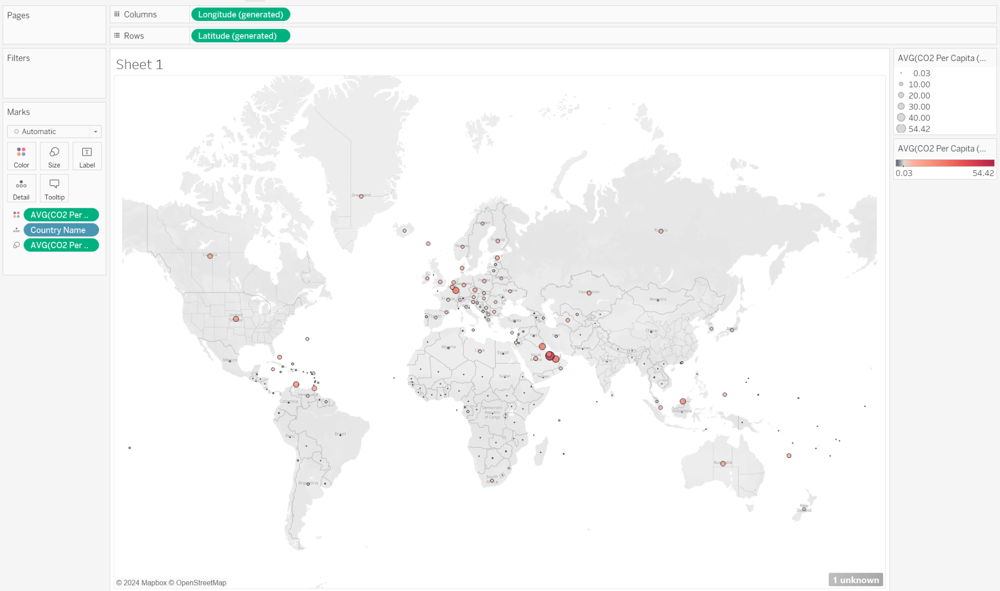 Pages
Columns
Longitude (generated)
Rows
Latitude (generated)
Filters
Marks
Automatic
Color
Size
Label
Detail
Tooltip
AVG(CO2 Per ..
Country Name
AVG(CO2 Per ..
Sheet 1
Greenland
Sweden
Russia
Finland
Norway
Canada
Belarus
Poland
Germany
Ukraine
Kazakhstan
France
Mongolia
Italy
United
States
Spain
Turkey
China
Japan
Iraq
Iran
Algeria
Libya
Egypt
Pakistan
Saudi
Arabia
India
Mexico
Sudan
Yemen
Venezuela
Colombia
Democratic
Republic
of Congo
Indonesia
Brazil
Peru
Australia
South
Africa
Argentina
New
Zealand
© 2024 Mapbox © OpenStreetMap
1 unknown
AVG(CO2 Per Capita (...
0.03
10.00
20.00
30.00
40.00
54.42
AVG(CO2 Per Capita (...
0.03
54.42